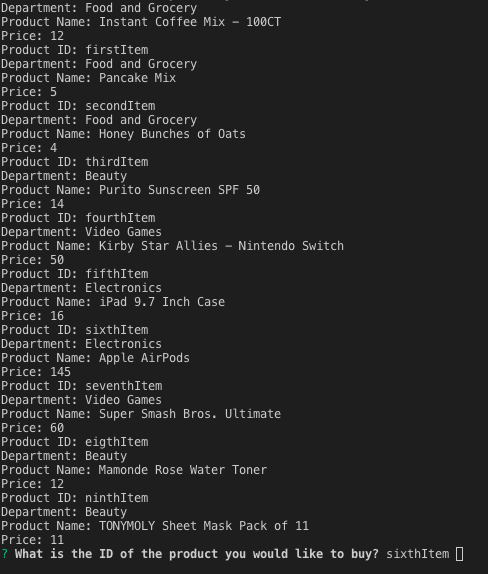 Department: Food and Grocery
Product Name: Instant Coffee Mix - 100CT
Price: 12
Product ID: firstItem
Department: Food and Grocery
Product Name: Pancake Mix
Price: 5
Product ID: secondItem
Department: Food and Grocery
Product Name: Honey Bunches of Oats
Price: 4
Product ID: thirdItem
Department: Beauty
Product Name: Purito Sunscreen SPF 50
Price: 14
Product ID: fourthItem
Department: Video Games
Product Name: Kirby Star Allies - Nintendo Switch
Price: 50
Product ID: fifthItem
Department: Electronics
Product Name: iPad 9.7 Inch Case
Price: 16
Product ID: sixthItem
Department: Electronics
Product Name: Apple AirPods
Price: 145
Product ID: seventhItem
Department: Video Games
Product Name: Super Smash Bros. Ultimate
Price: 60
Product ID: eigthItem
Department: Beauty
Product Name: Mamonde Rose Water Toner
Price: 12
Product ID: ninthItem
Department: Beauty
Product Name: TONYMOLY Sheet Mask Pack of 11
Price: 11
? What is the ID of the product you would like to buy? sixthItem